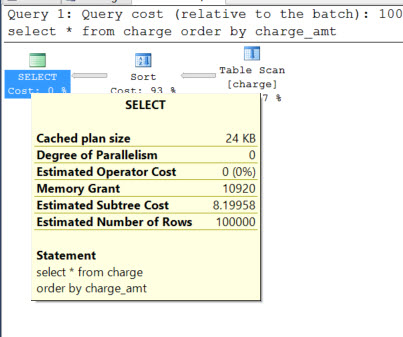 Query 1: Query cost (relative to the batch): 100
select * from charge order by charge_amt
SELECT
Cost: 0 %
Sort
Cost: 93 %
Table Scan
[charge]
7 %
SELECT
Cached plan size 24 KB
Degree of Parallelism 0
Estimated Operator Cost 0 (0%)
Memory Grant 10920
Estimated Subtree Cost 8.19958
Estimated Number of Rows 100000
Statement
select * from charge
order by charge_amt